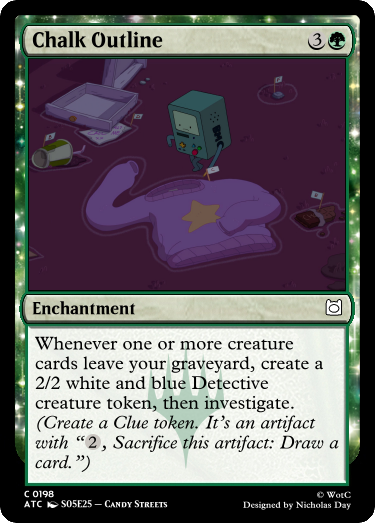 Chalk Outline 3
Enchantment
Whenever one or more creature
cards leave your graveyard, create a
2/2 white and blue Detective
creature token, then investigate.
(Create a Clue token. It's an artifact
with “2, Sacrifice this artifact: Draw a
card.”)
C 0198
ATC S05E25 – Candy Streets
© WotC
Designed by Nicholas Day